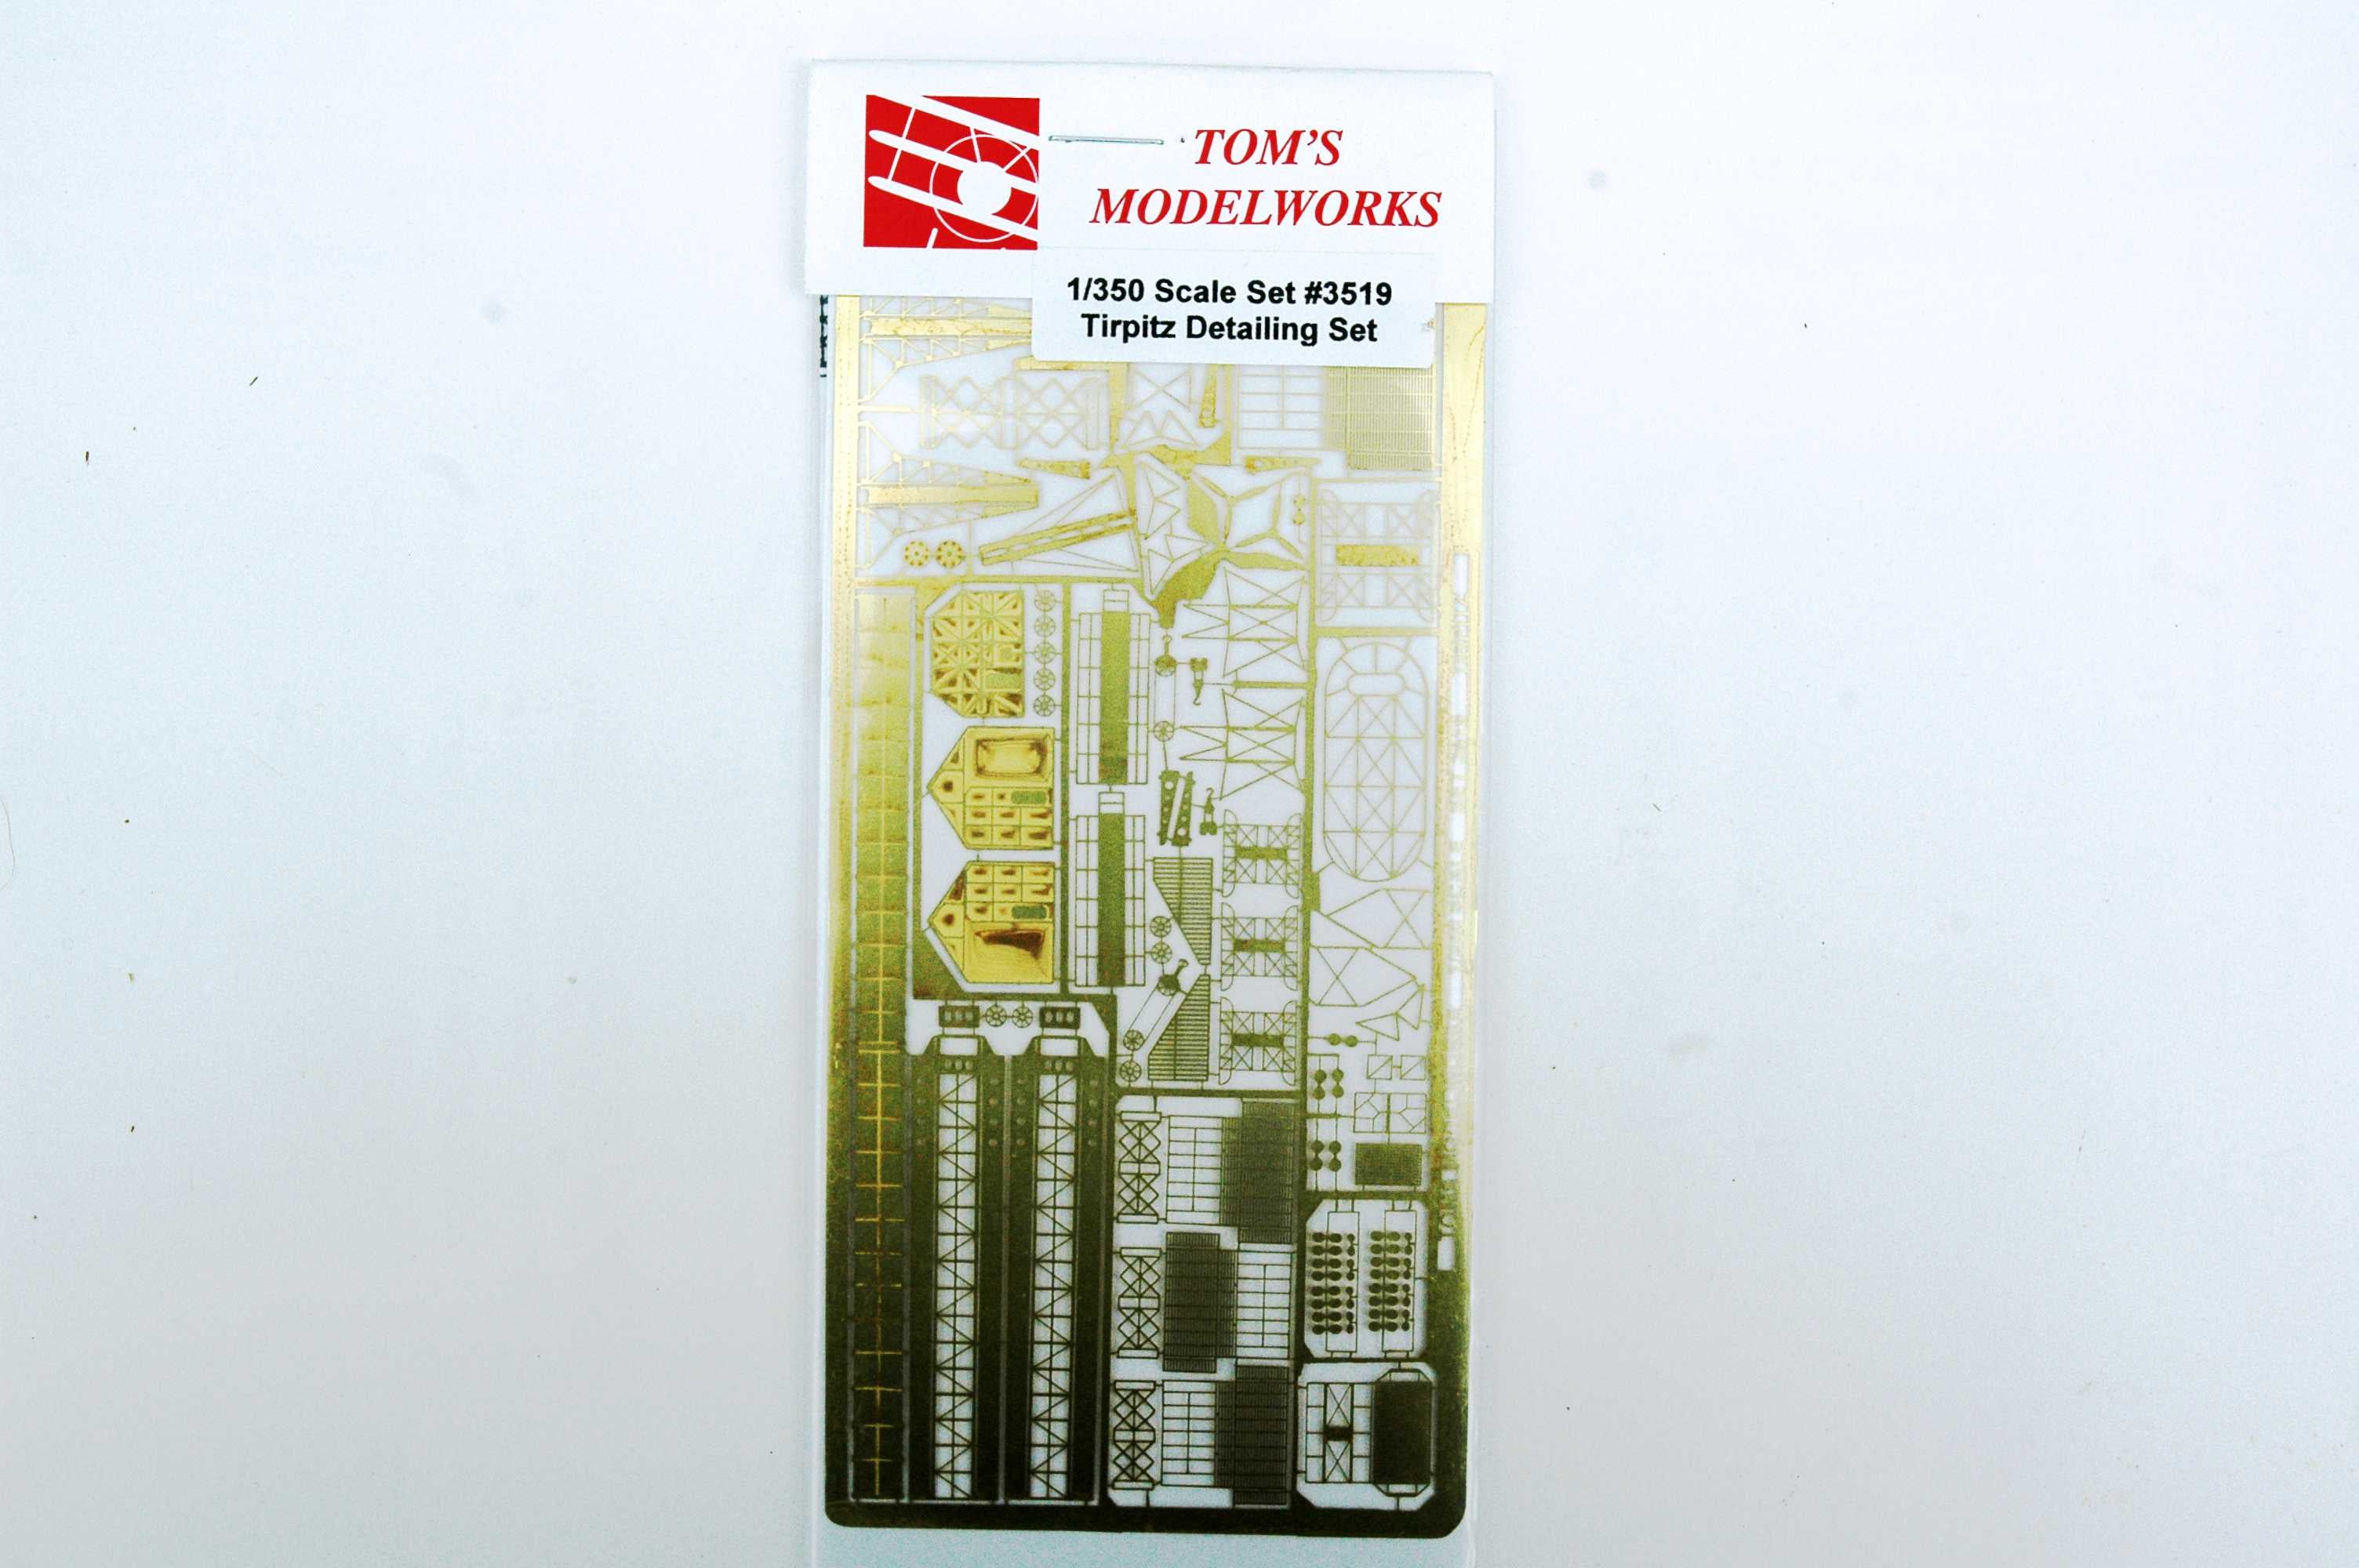 TOM'S
MODELWORKS
1/350 Scale Set #3519
Tirpitz Detailing Set